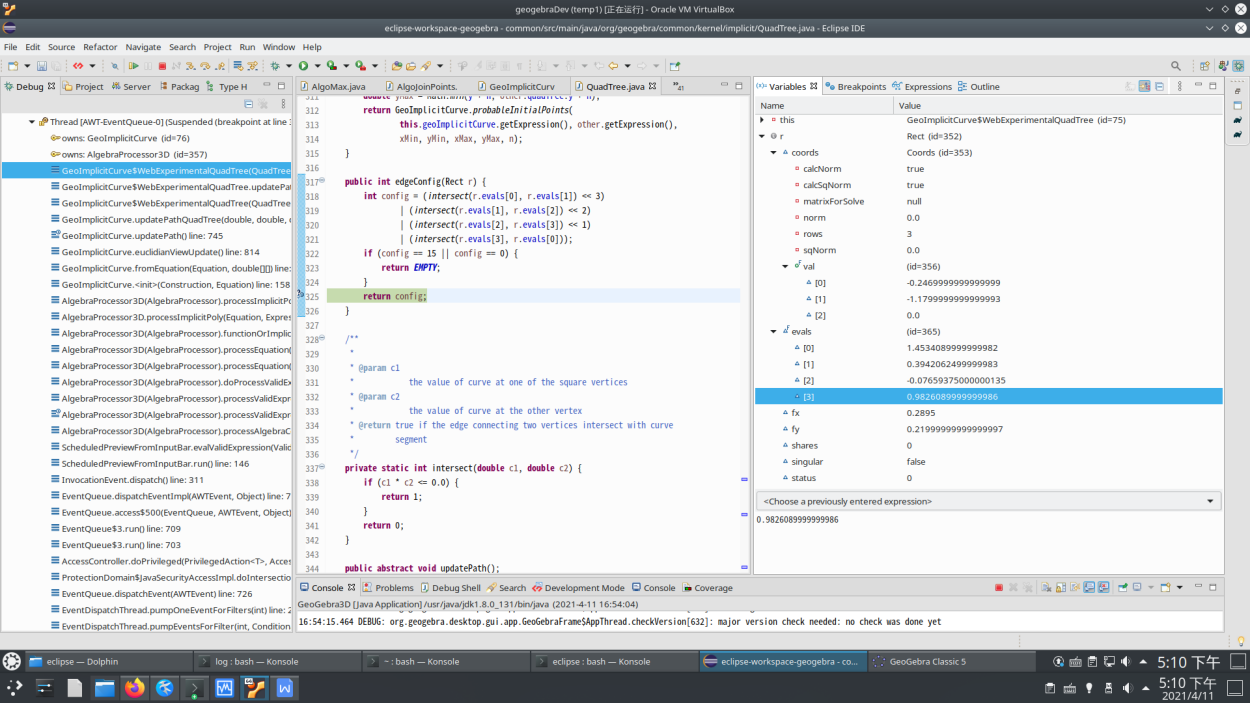 geogebraDev (temp1) [正在运行] - Oracle VM VirtualBox
eclipse-workspace-geogebra - common/src/main/java/org/geogebra/common/kernel/implicit/QuadTree.java - Eclipse IDE
File Edit Source Refactor Navigate Search Project Run Window Help
Debug Project Server Packag Type H
Thread [AWT-EventQueue-0] (Suspended (breakpoint at line 3
owns: GeoImplicitCurve (id=76)
owns: AlgebraProcessor3D (id=357)
GeoImplicitCurve$WebExperimentalQuadTree(QuadTree
GeoImplicitCurve$WebExperimentalQuadTree.updatePa
GeoImplicitCurve$WebExperimentalQuadTree(QuadTree
GeoImplicitCurve.updatePathQuadTree(double, double, d
GeoImplicitCurve.updatePath() line: 745
GeoImplicitCurve.euclidianViewUpdate() line: 814
GeoImplicitCurve.fromEquation(Equation, double[][]) line:
GeoImplicitCurve.<init>(Construction, Equation) line: 158
AlgebraProcessor3D(AlgebraProcessor).processImplicitPo
AlgebraProcessor3D.processImplicitPoly(Equation, Expres
AlgebraProcessor3D(AlgebraProcessor).functionOrImplic
AlgebraProcessor3D(AlgebraProcessor).processEquation(
AlgebraProcessor3D(AlgebraProcessor).processEquation(
AlgebraProcessor3D(AlgebraProcessor).doProcessValidEx
AlgebraProcessor3D(AlgebraProcessor).processValidExpr
AlgebraProcessor3D(AlgebraProcessor).processValidExpr
AlgebraProcessor3D(AlgebraProcessor).processAlgebraC
ScheduledPreviewFromInputBar.evalValidExpression(Valid
ScheduledPreviewFromInputBar.run() line: 146
InvocationEvent.dispatch() line: 311
EventQueue.dispatchEventImpl(AWTEvent, Object) line: 7
EventQueue.access$500(EventQueue, AWTEvent, Object)
EventQueue$3.run() line: 709
EventQueue$3.run() line: 703
AccessController.doPrivileged(PrivilegedAction<T>, Acces
ProtectionDomain$JavaSecurityAccessImpl.doIntersection
EventQueue.dispatchEvent(AWTEvent) line: 726
EventDispatchThread.pumpOneEventForFilters(int) line: 2
EventDispatchThread.pumpEventsForFilter(int, Condition
AlgoMax.java AlgoJoinPoints. GeoImplicitCurv QuadTree.java 41
312 return GeoImplicitCurve.probableInitialPoints(
313 this.geoImplicitCurve.getExpression(), other.getExpression(),
314 xMin, yMin, xMax, yMax, n);
315 }
316
317 public int edgeConfig(Rect r) {
318 int config = (intersect(r.evals[0], r.evals[1]) << 3)
319 | (intersect(r.evals[1], r.evals[2]) << 2)
320 | (intersect(r.evals[2], r.evals[3]) << 1)
321 | (intersect(r.evals[3], r.evals[0]));
322 if (config == 15 || config == 0) {
323 return EMPTY;
324 }
325 return config;
326 }
327
328 /**
329 *
330 * @param c1
331 * the value of curve at one of the square vertices
332 * @param c2
333 * the value of curve at the other vertex
334 * @return true if the edge connecting two vertices intersect with curve
335 * segment
336 */
337 private static int intersect(double c1, double c2) {
338 if (c1 * c2 <= 0.0) {
339 return 1;
340 }
341 return 0;
342 }
343
344 public abstract void updatePath();
Variables Breakpoints Expressions Outline
Name Value
this GeoImplicitCurve$WebExperimentalQuadTree (id=75)
r Rect (id=352)
coords Coords (id=353)
calcNorm true
calcSqNorm true
matrixForSolve null
norm 0.0
rows 3
sqNorm 0.0
val (id=356)
[0] -0.2469999999999999
[1] -1.1799999999999993
[2] 0.0
evals (id=365)
[0] 1.4534089999999982
[1] 0.3942062499999983
[2] -0.07659375000000135
[3] 0.9826089999999986
fx 0.2895
fy 0.21999999999999997
shares 0
singular false
status 0
<Choose a previously entered expression>
0.9826089999999986
Console Problems Debug Shell Search Development Mode Console Coverage
GeoGebra3D [Java Application] /usr/java/jdk1.8.0_131/bin/java (2021-4-11 16:54:04)
16:54:15.464 DEBUG: org.geogebra.desktop.gui.app.GeoGebraFrame$AppThread.checkVersion[632]: major version check needed: no check was done yet
eclipse — Dolphin log : bash — Konsole ~ : bash — Konsole eclipse : bash — Konsole eclipse-workspace-geogebra - co... GeoGebra Classic 5 5:10 下午
5:10 下午
2021/4/11